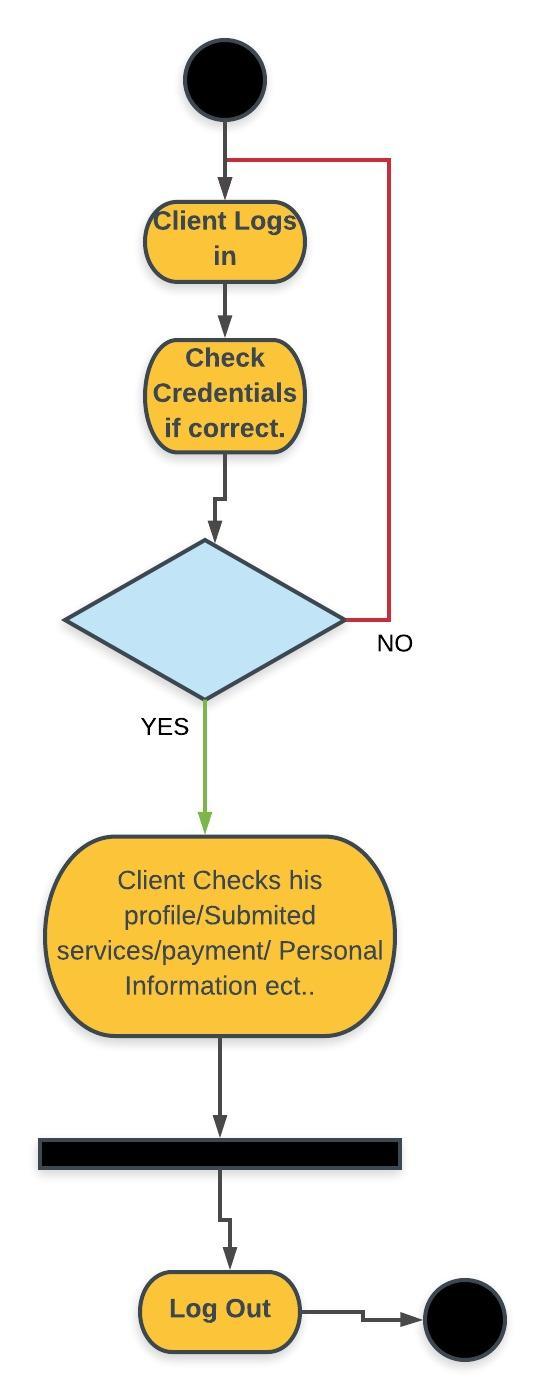 Client Logs
in
Check
Credentials
if correct.
NO
YES
Client Checks his
profile/Submited
services/payment/ Personal
Information ect..
Log Out